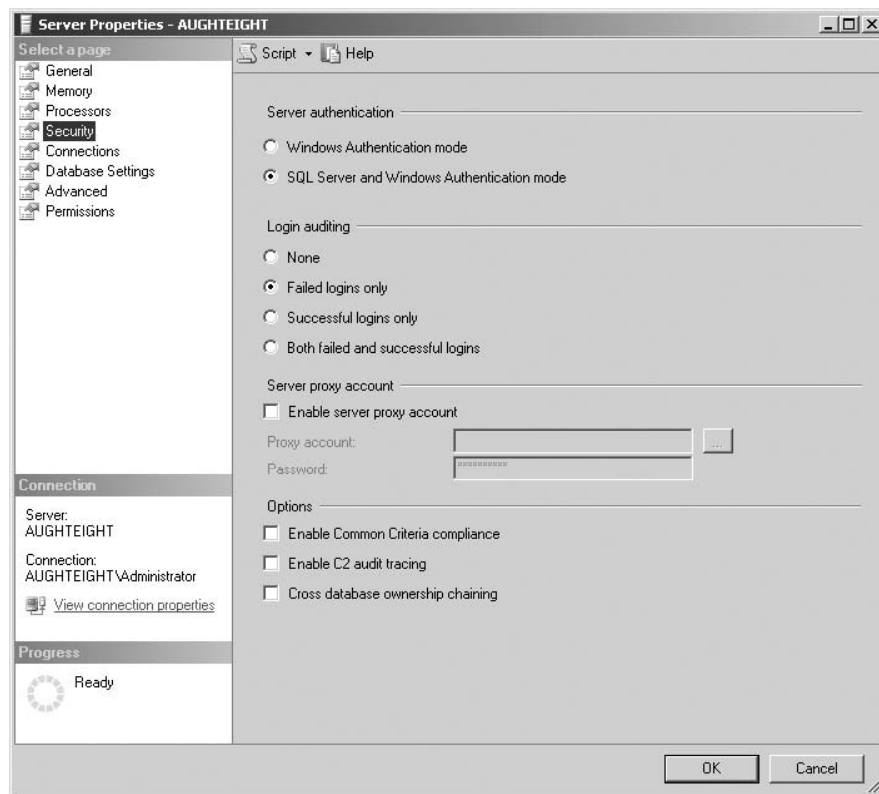 Server Properties - AUGHTEIGHT
Select a page
General
Memory
Processors
Security
Connections
Database Settings
Advanced
Permissions
Connection
Server:
AUGHTEIGHT
Connection:
AUGHTEIGHT\Administrator
View connection properties
Progress
Ready
Script
Help
Server authentication
Windows Authentication mode
SQL Server and Windows Authentication mode
Login auditing
None
Failed logins only
Successful logins only
Both failed and successful logins
Server proxy account
Enable server proxy account
Proxy account:
...
Password:
**********
Options
Enable Common Criteria compliance
Enable C2 audit tracing
Cross database ownership chaining
OK
Cancel